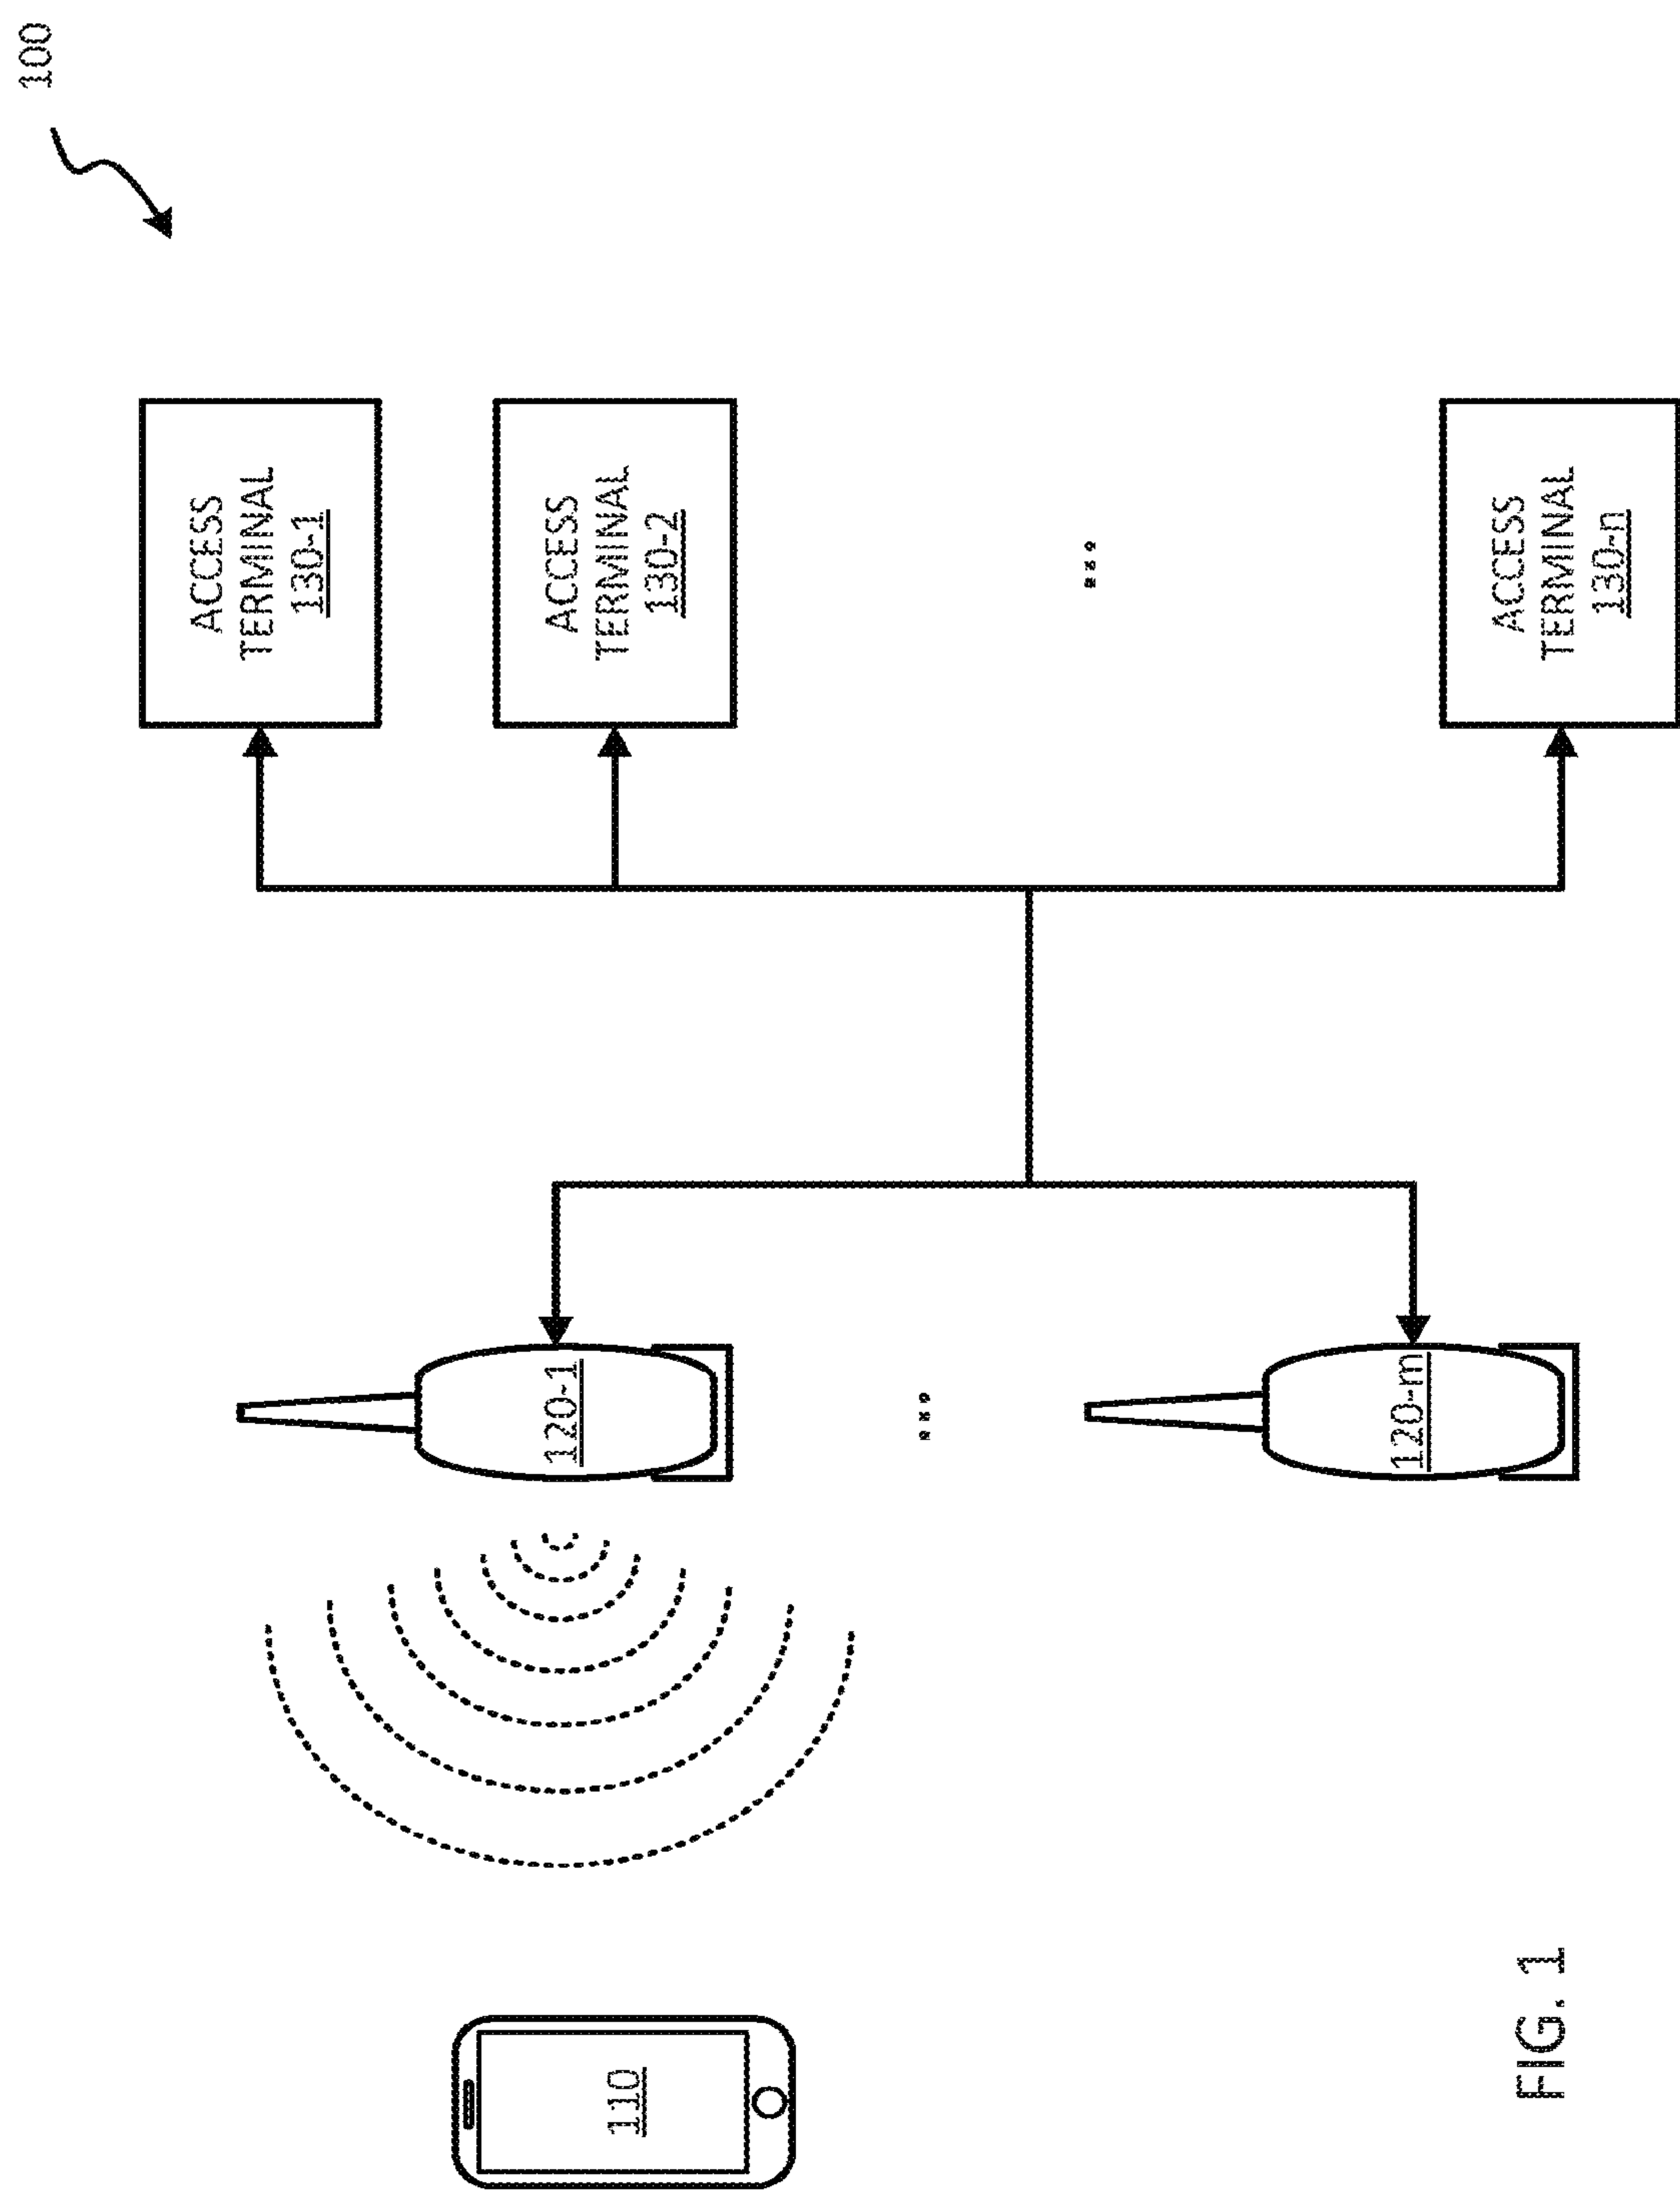 100
ACCESS
TERMINAL
130-1
ACCESS
TERMINAL
130-2
...
ACCESS
TERMINAL
130-n
120-1
...
120-m
110
FIG. 1